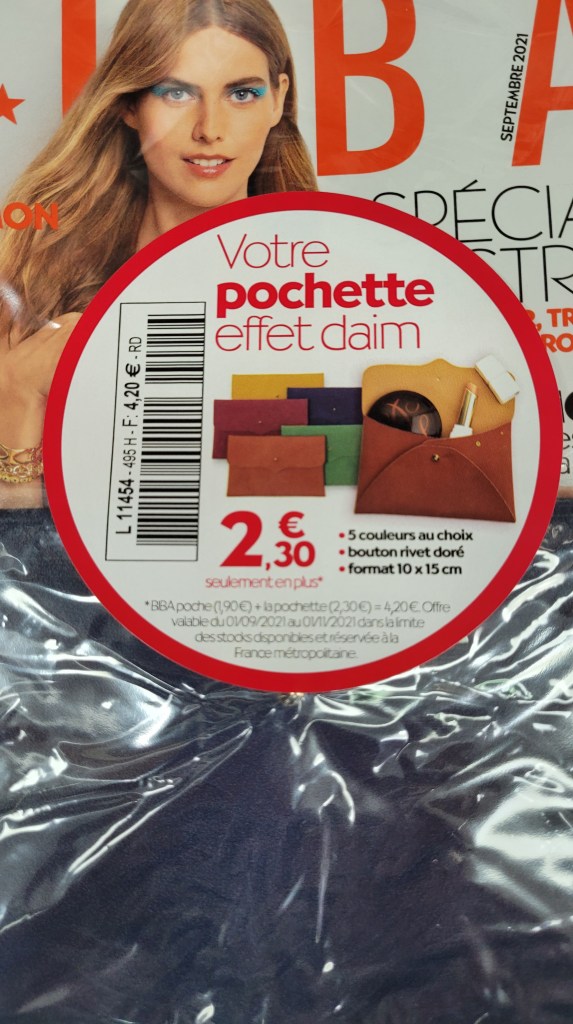 BA
SEPTEMBRE 2021
SPÉCIA
Votre
pochette
effet daim
L 11454 - 495 H - F: 4,20 € - RD
2,30 €
seulement en plus*
• 5 couleurs au choix
• bouton rivet doré
• format 10 x 15 cm
*BIBA poche (1,90 €) + la pochette (2,30 €) = 4,20 €. Offre
valable du 01/09/2021 au 01/11/2021 dans la limite
des stocks disponibles et réservée à la
France métropolitaine.